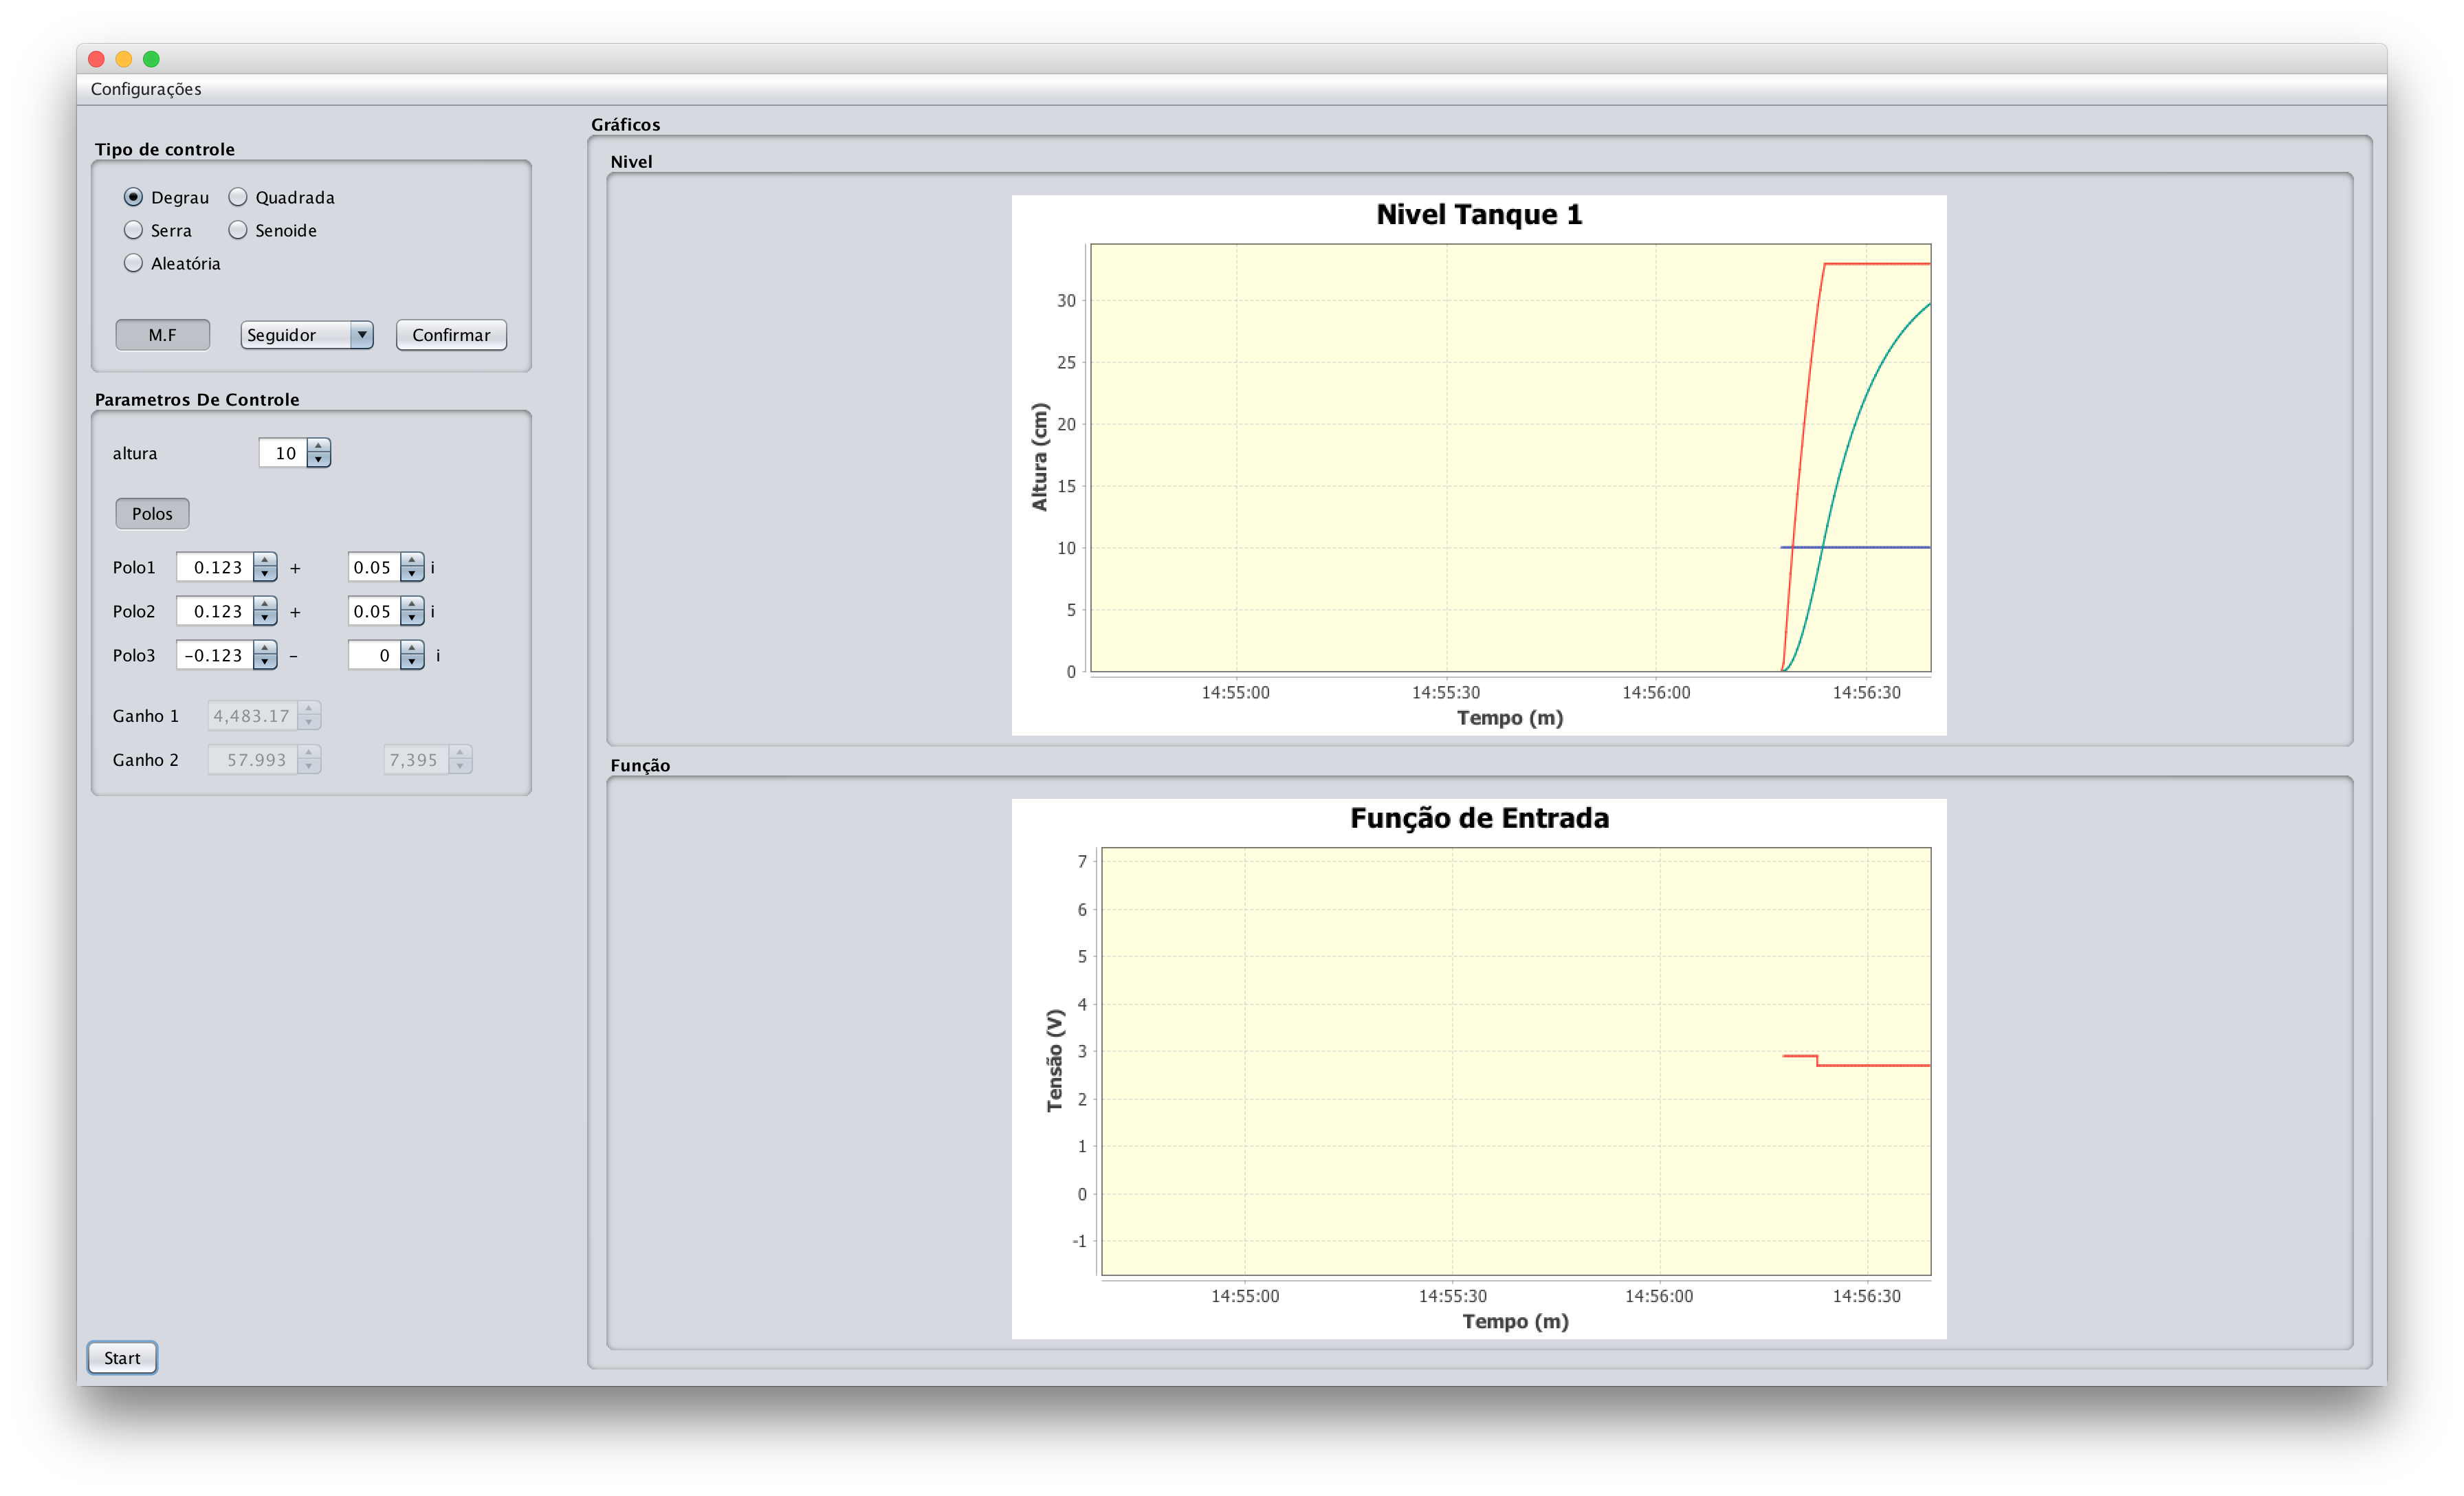 Configurações
Tipo de controle
Degrau Quadrada
Serra Senoide
Aleatória
M.F Seguidor Confirmar
Parametros De Controle
altura 10
Polos
Polo1 0.123 + 0.05 i
Polo2 0.123 + 0.05 i
Polo3 -0.123 - 0 i
Ganho 1 4,483.17
Ganho 2 57.993 7,395
Start
Gráficos
Nivel
Nivel Tanque 1
Altura (cm)
30
25
20
15
10
5
0
14:55:00 14:55:30 14:56:00 14:56:30
Tempo (m)
Função
Função de Entrada
Tensão (V)
7
6
5
4
3
2
1
0
-1
14:55:00 14:55:30 14:56:00 14:56:30
Tempo (m)